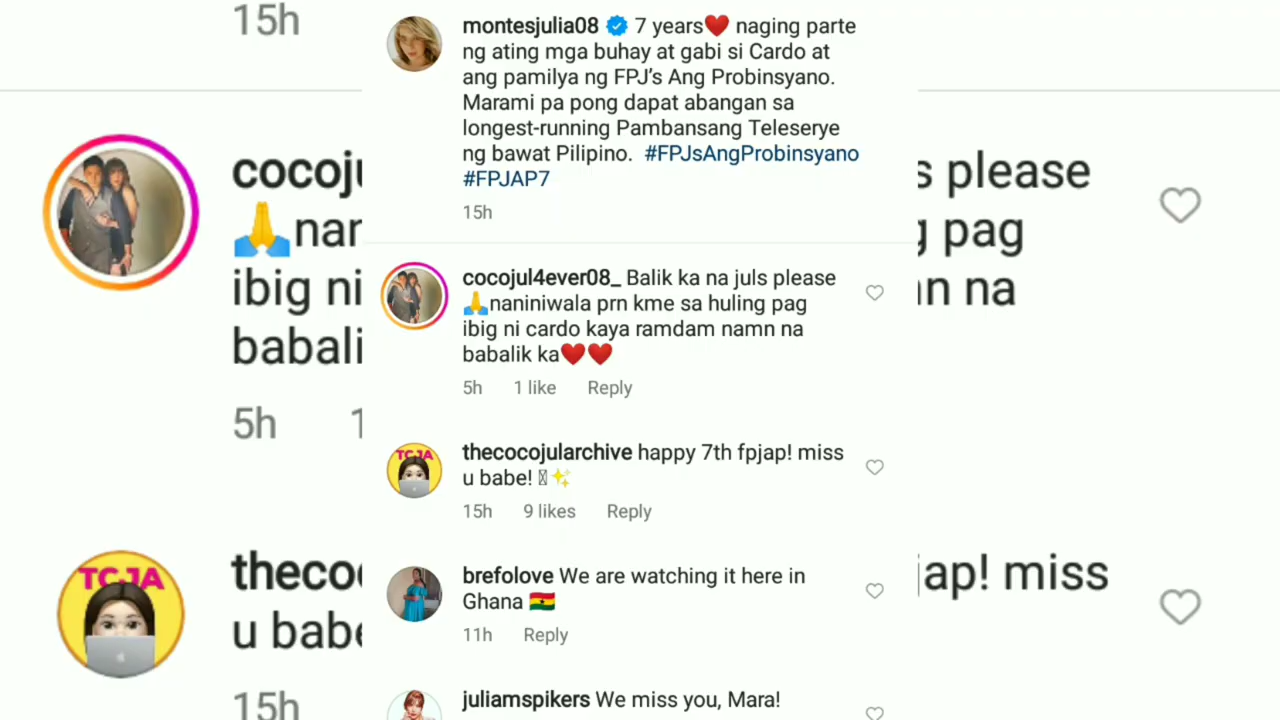 15h
montesjulia08 7 years❤️ naging parte
ng ating mga buhay at gabi si Cardo at
ang pamilya ng FPJ's Ang Probinsyano.
Marami pa pong dapat abangan sa
longest-running Pambansang Teleserye
ng bawat Pilipino. #FPJsAngProbinsyano
#FPJAP7
15h
cocojul4ever08_ Balik ka na juls please
🙏naniniwala prn kme sa huling pag
ibig ni cardo kaya ramdam namn na
babalik ka❤️❤️
5h 1 like Reply
TCJA
thecocojularchive happy 7th fpjap! miss
u babe! ✨
15h 9 likes Reply
brefolove We are watching it here in
Ghana 🇬🇭
11h Reply
juliamspikers We miss you, Mara!
please
🙏
pag
ibig ni
na
5h
TCJA
miss
u babe
15h